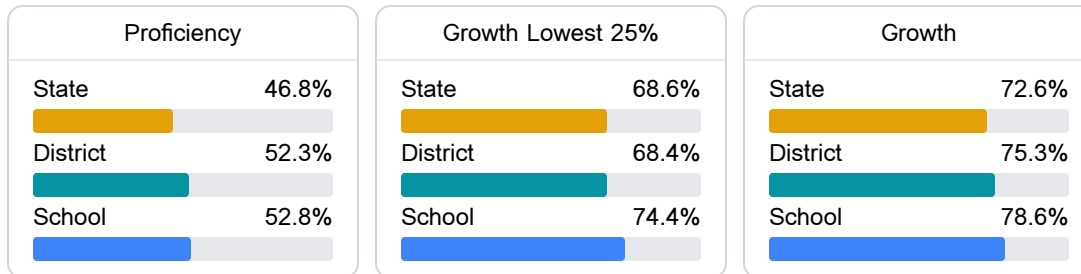 Proficiency
State 46.8%
District 52.3%
School 52.8%
Growth Lowest 25%
State 68.6%
District 68.4%
School 74.4%
Growth
State 72.6%
District 75.3%
School 78.6%